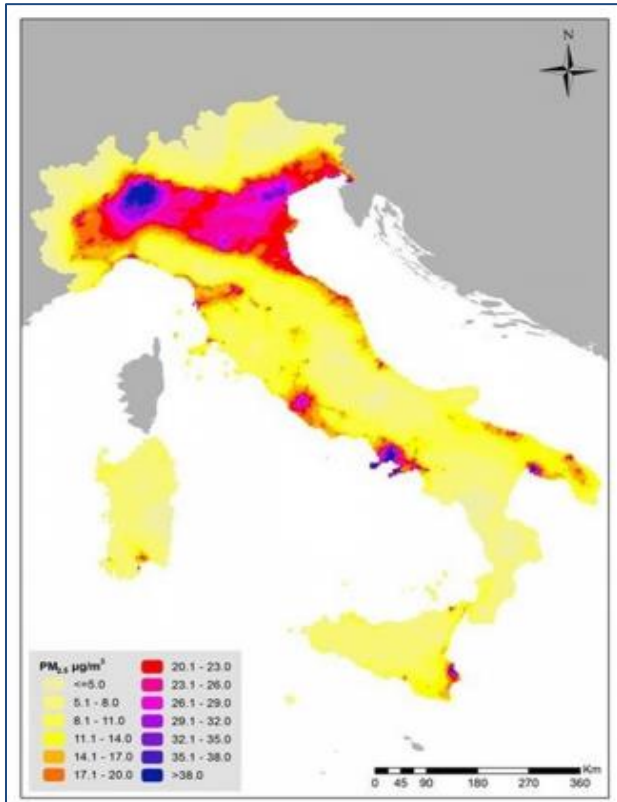 N
PM2.5 µg/m3
<=5.0
5.1 - 8.0
8.1 - 11.0
11.1 - 14.0
14.1 - 17.0
17.1 - 20.0
20.1 - 23.0
23.1 - 26.0
26.1 - 29.0
29.1 - 32.0
32.1 - 35.0
35.1 - 38.0
>38.0
Km
0 45 90 180 270 360